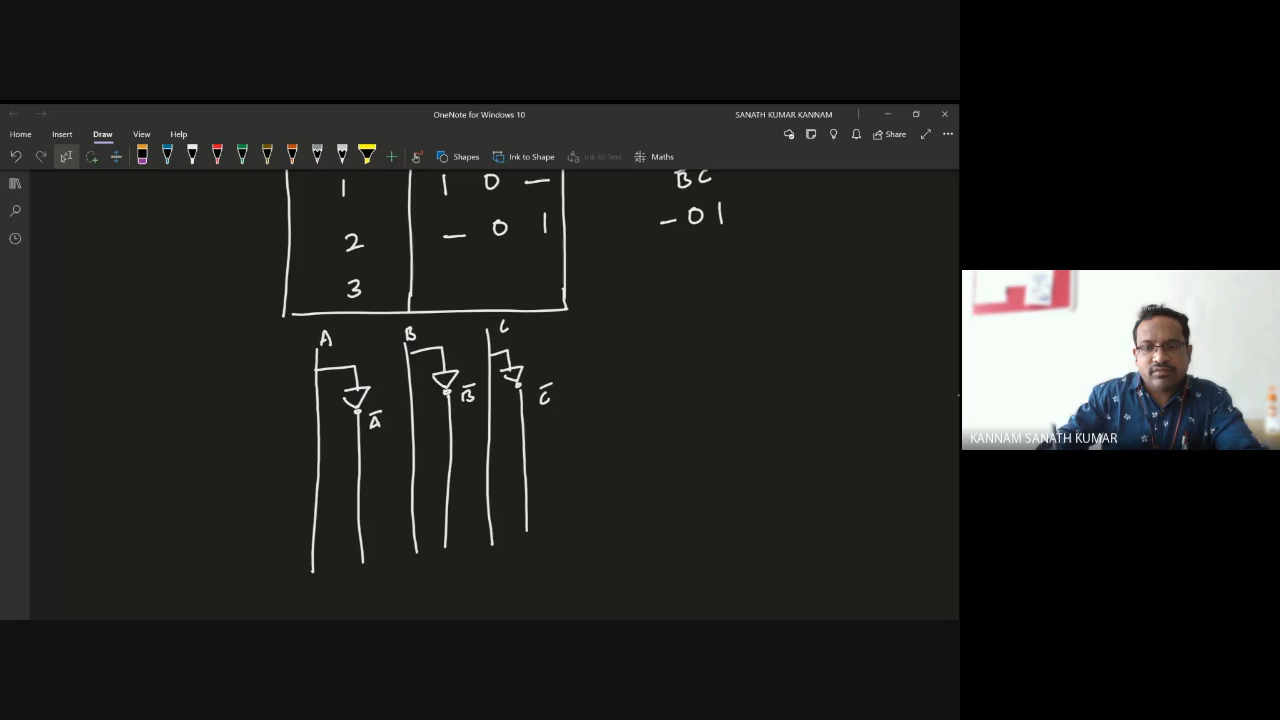 OneNote for Windows 10
SANATH KUMAR KANNAM
Home Insert Draw View Help
Share
Shapes Ink to Shape Ink to Text Maths
1 1 0 —
B̅ C
— 0 1
2 — 0 1
3
A B C
A̅ B̅ C̅
KANNAM SANATH KUMAR